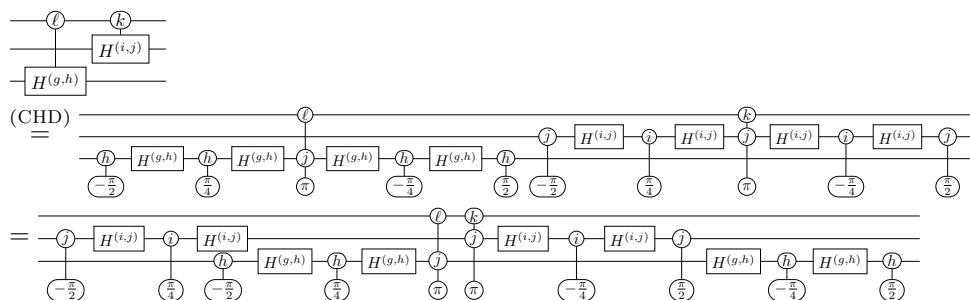 ℓ k
H^{(i,j)}
H^{(g,h)}
(CHD)
=
ℓ k
j H^{(i,j)} i H^{(i,j)} j H^{(i,j)} i H^{(i,j)} j
h H^{(g,h)} h H^{(g,h)} j H^{(g,h)} h H^{(g,h)} h
-π/2 π/4 π -π/4 π/2 -π/2 π/4 π -π/4 π/2
=
ℓ k
j H^{(i,j)} i H^{(i,j)} j H^{(i,j)} i H^{(i,j)} j
h H^{(g,h)} h H^{(g,h)} j H^{(g,h)} h H^{(g,h)} h
-π/2 π/4 -π/2 π/4 π π -π/4 π/2 -π/4 π/2